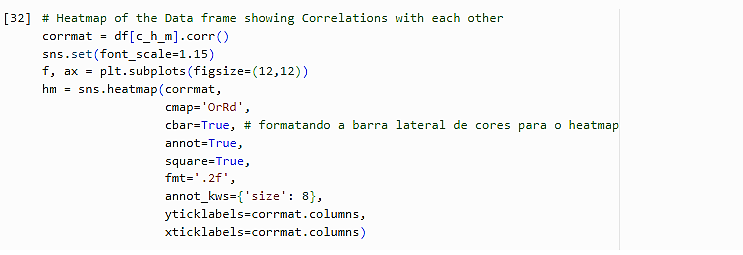 [32] # Heatmap of the Data frame showing Correlations with each other
corrmat = df[c_h_m].corr()
sns.set(font_scale=1.15)
f, ax = plt.subplots(figsize=(12,12))
hm = sns.heatmap(corrmat,
cmap='OrRd',
cbar=True, # formatando a barra lateral de cores para o heatmap
annot=True,
square=True,
fmt='.2f',
annot_kws={'size': 8},
yticklabels=corrmat.columns,
xticklabels=corrmat.columns)